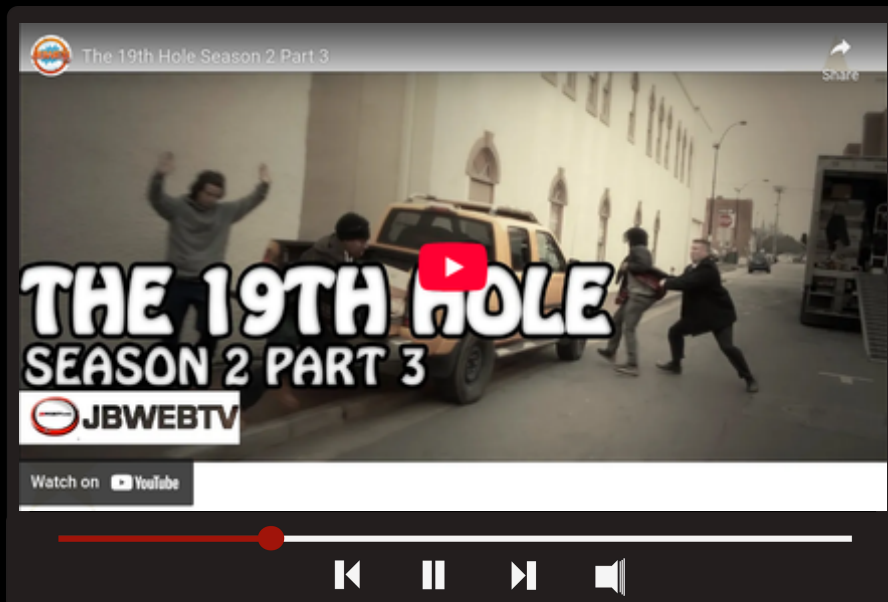 The 19th Hole Season 2 Part 3
Share
THE 19TH HOLE
SEASON 2 PART 3
JBWEBTV
Watch on YouTube